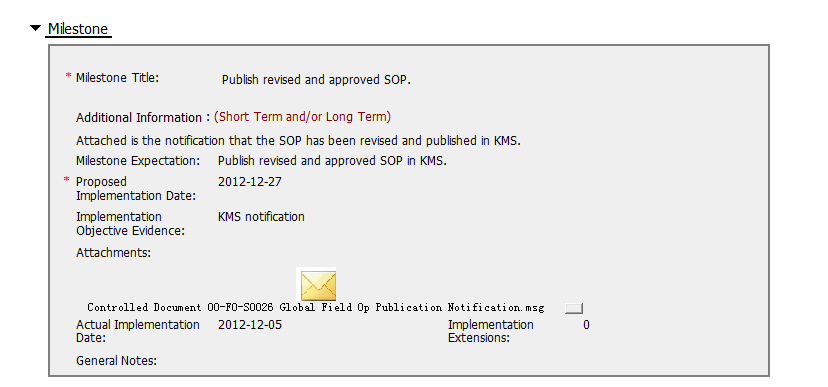 Milestone
* Milestone Title: Publish revised and approved SOP.
Additional Information : (Short Term and/or Long Term)
Attached is the notification that the SOP has been revised and published in KMS.
Milestone Expectation: Publish revised and approved SOP in KMS.
* Proposed 2012-12-27
Implementation Date:
Implementation KMS notification
Objective Evidence:
Attachments:
Controlled Document 00-FO-S0026 Global Field Op Publication Notification.msg
Actual Implementation 2012-12-05 Implementation 0
Date: Extensions:
General Notes: